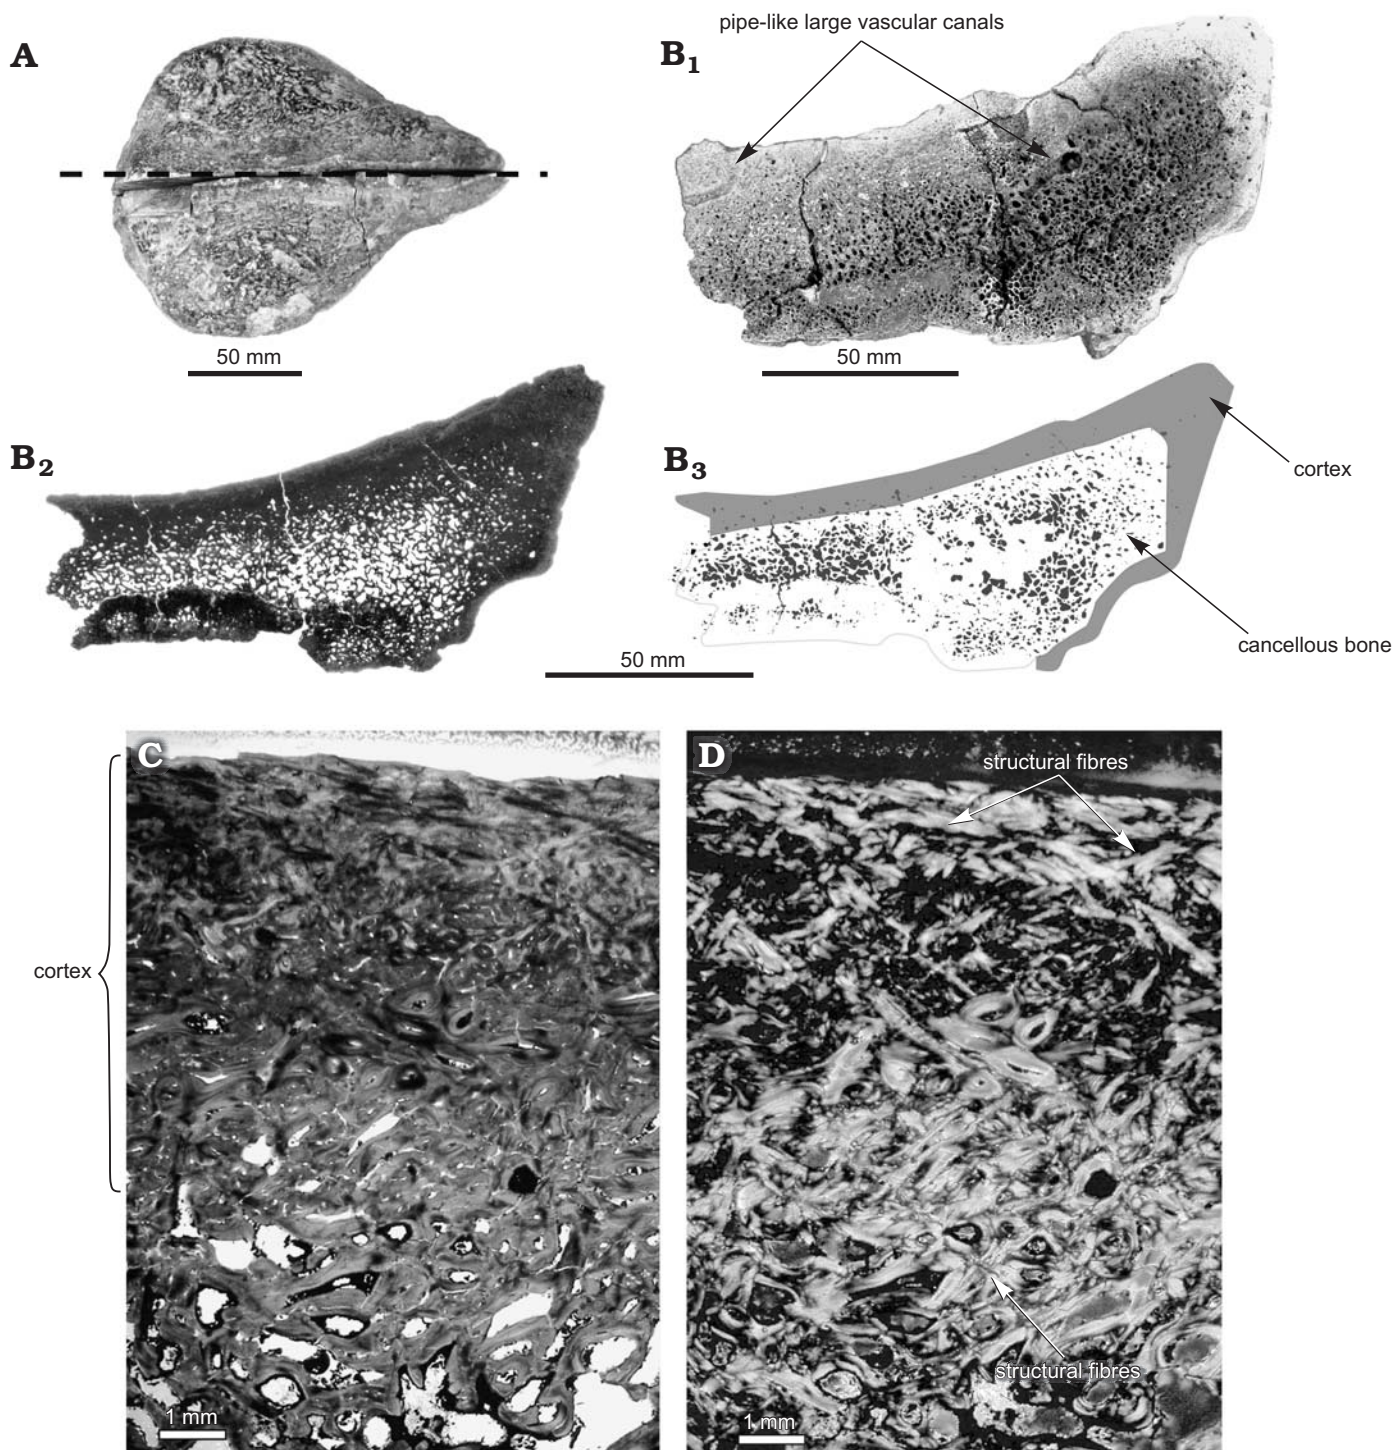 A
50 mm
B1
pipe-like large vascular canals
50 mm
B2
50 mm
B3
cortex
cancellous bone
C
cortex
1 mm
D
structural fibres
structural fibres
1 mm